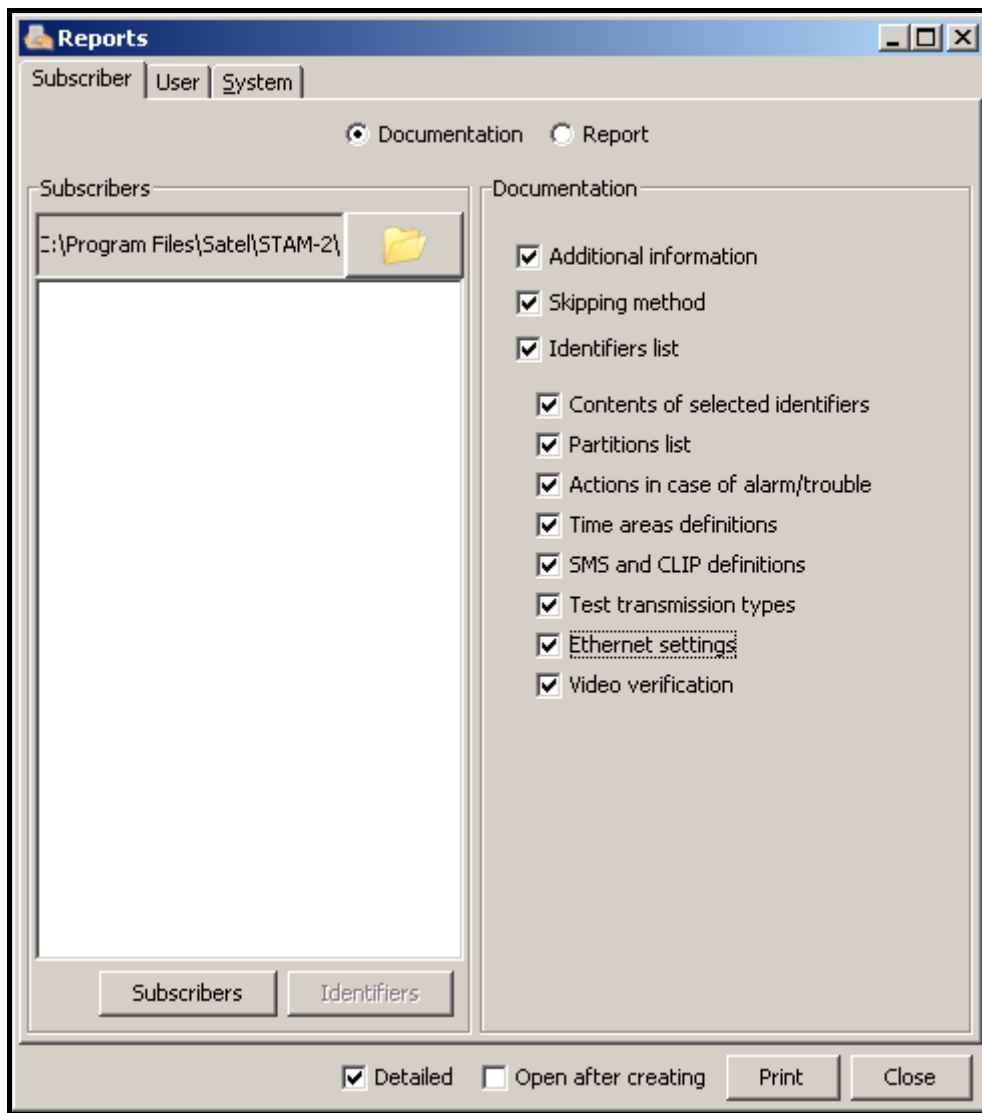 Reports
Subscriber User System
Documentation Report
Subscribers
:\Program Files\Satel\STAM-2\
Subscribers Identifiers
Documentation
Additional information
Skipping method
Identifiers list
Contents of selected identifiers
Partitions list
Actions in case of alarm/trouble
Time areas definitions
SMS and CLIP definitions
Test transmission types
Ethernet settings
Video verification
Detailed Open after creating Print Close